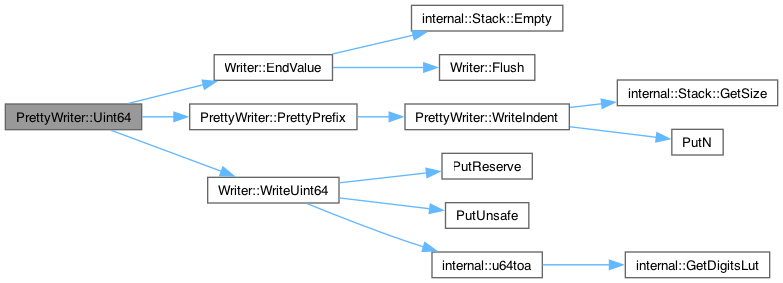 internal::Stack::Empty
Writer::EndValue
Writer::Flush
internal::Stack::GetSize
PrettyWriter::Uint64
PrettyWriter::PrettyPrefix
PrettyWriter::WriteIndent
PutN
PutReserve
Writer::WriteUint64
PutUnsafe
internal::u64toa
internal::GetDigitsLut